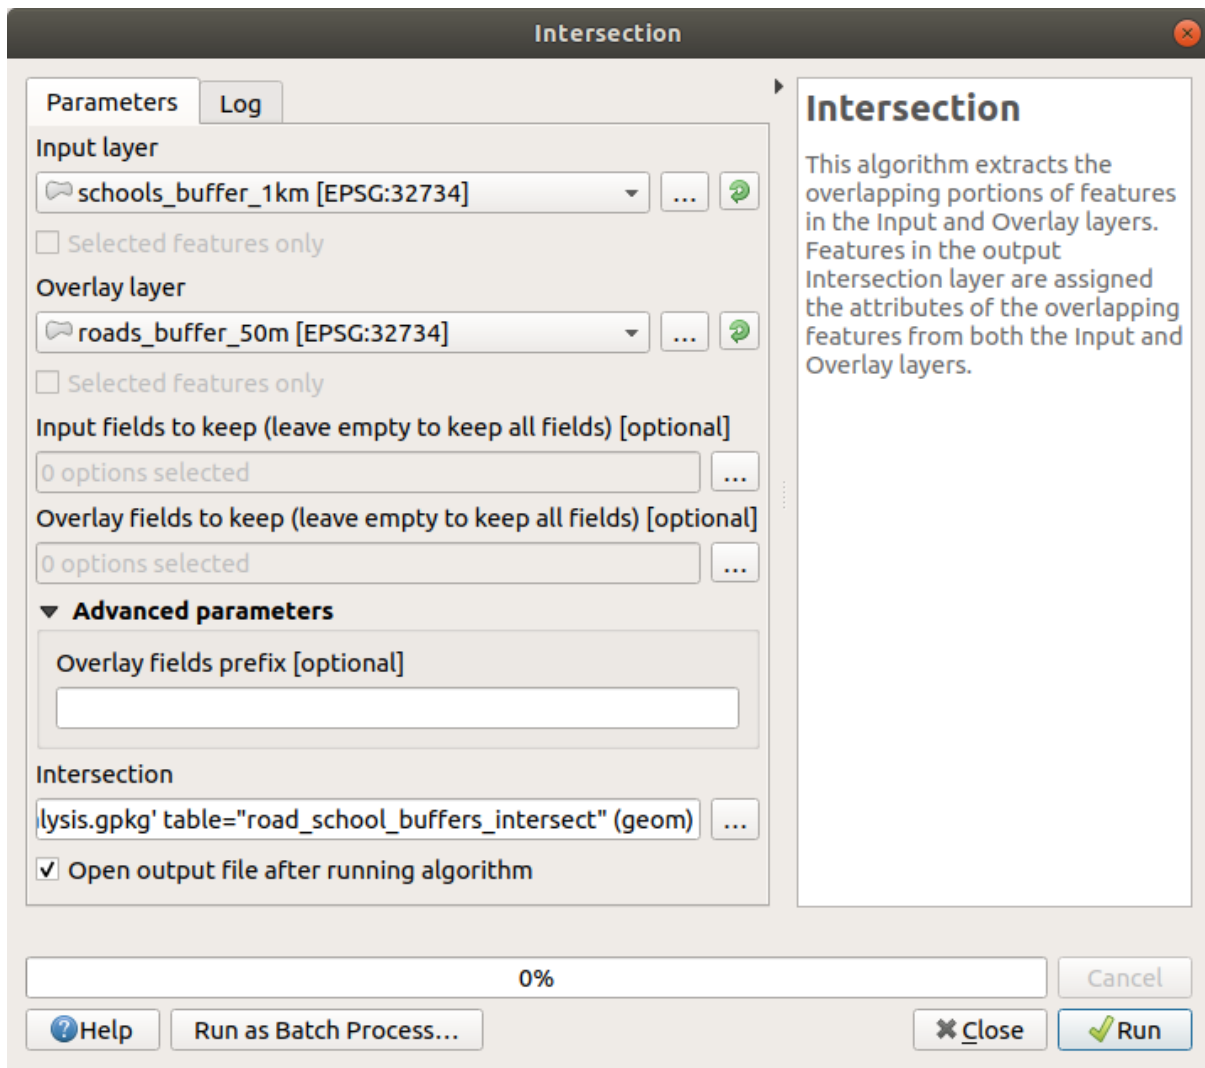 Intersection
Parameters
Log
Input layer
schools_buffer_1km [EPSG:32734]
...
Selected features only
Overlay layer
roads_buffer_50m [EPSG:32734]
...
Selected features only
Input fields to keep (leave empty to keep all fields) [optional]
0 options selected
...
Overlay fields to keep (leave empty to keep all fields) [optional]
0 options selected
...
Advanced parameters
Overlay fields prefix [optional]
Intersection
lysis.gpkg' table="road_school_buffers_intersect" (geom)
...
Open output file after running algorithm
Intersection
This algorithm extracts the
overlapping portions of features
in the Input and Overlay layers.
Features in the output
Intersection layer are assigned
the attributes of the overlapping
features from both the Input and
Overlay layers.
0%
Cancel
Help
Run as Batch Process...
Close
Run